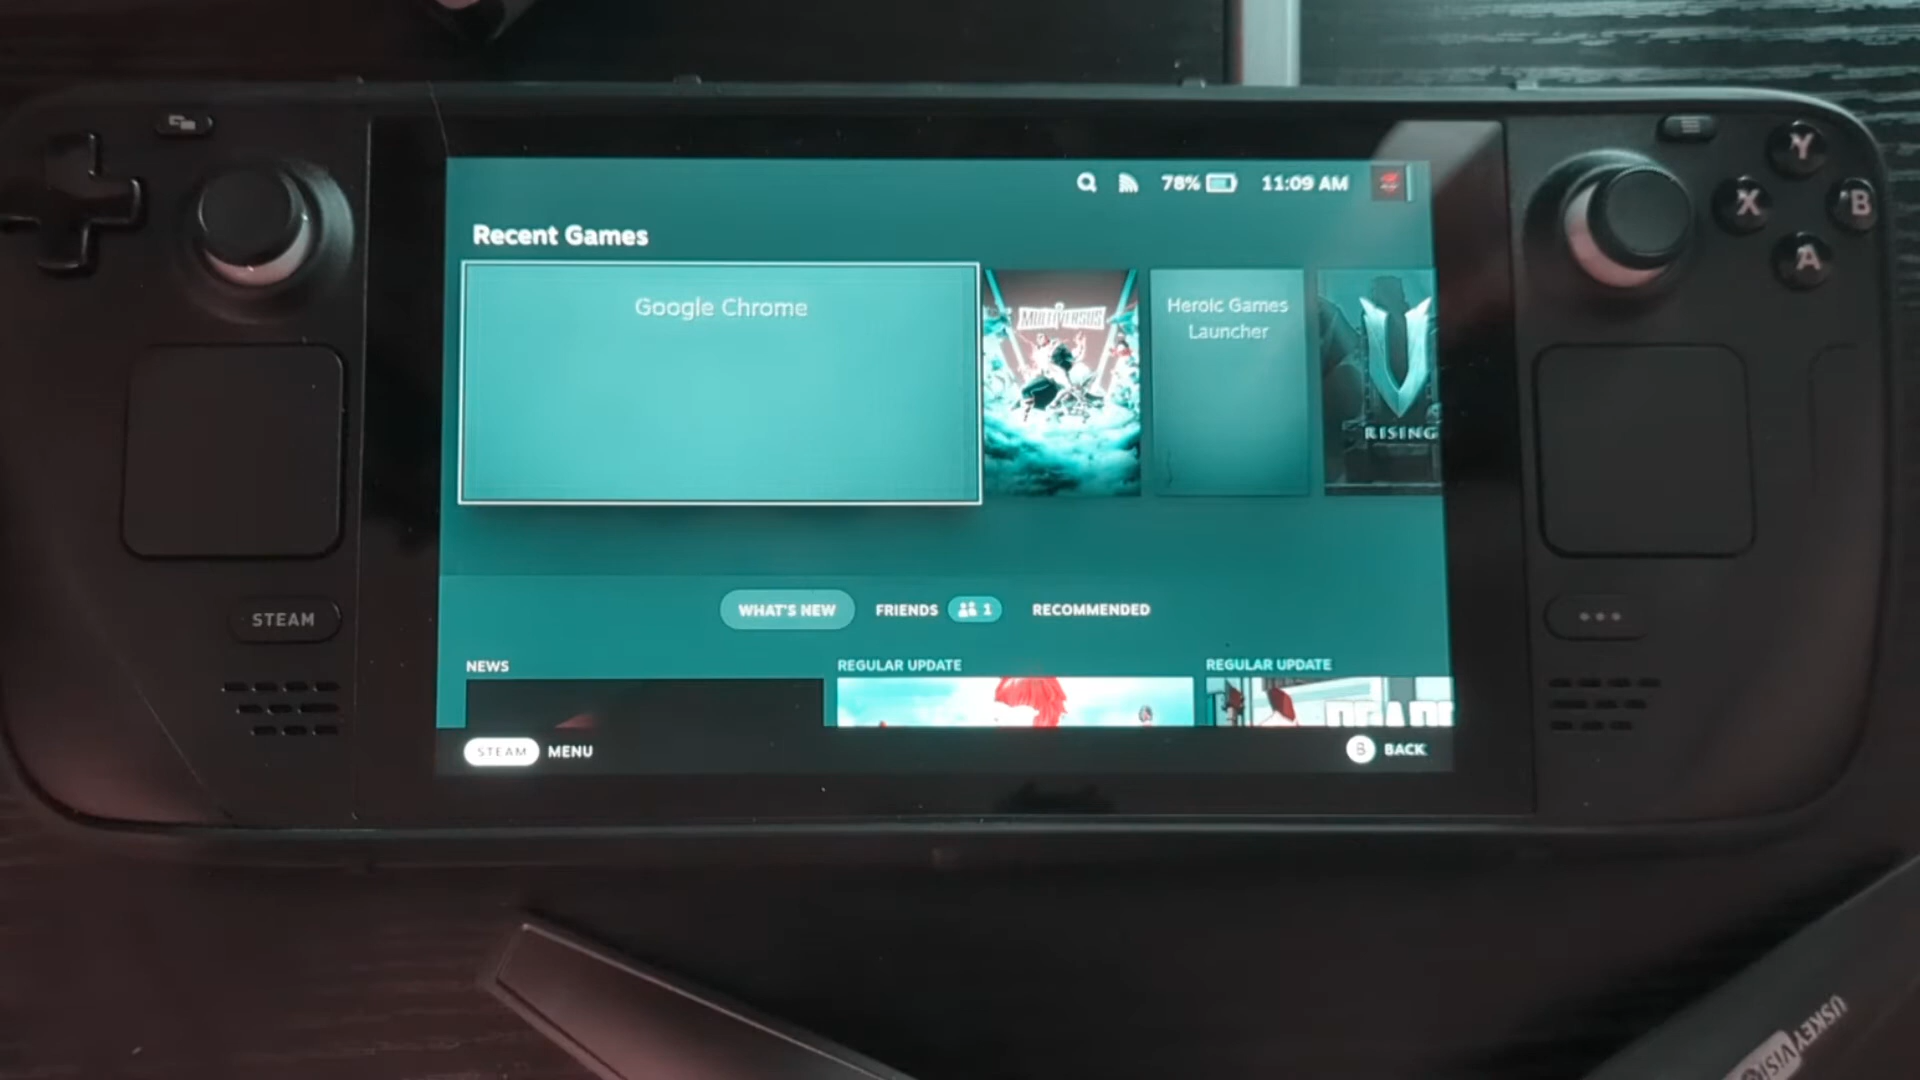 78% 11:09 AM
Recent Games
Google Chrome
MULTIVERSUS
Heroic Games
Launcher
V
RISING
WHAT'S NEW FRIENDS 1 RECOMMENDED
NEWS
REGULAR UPDATE
REGULAR UPDATE
STEAM MENU
B BACK
STEAM
Y
X
B
A